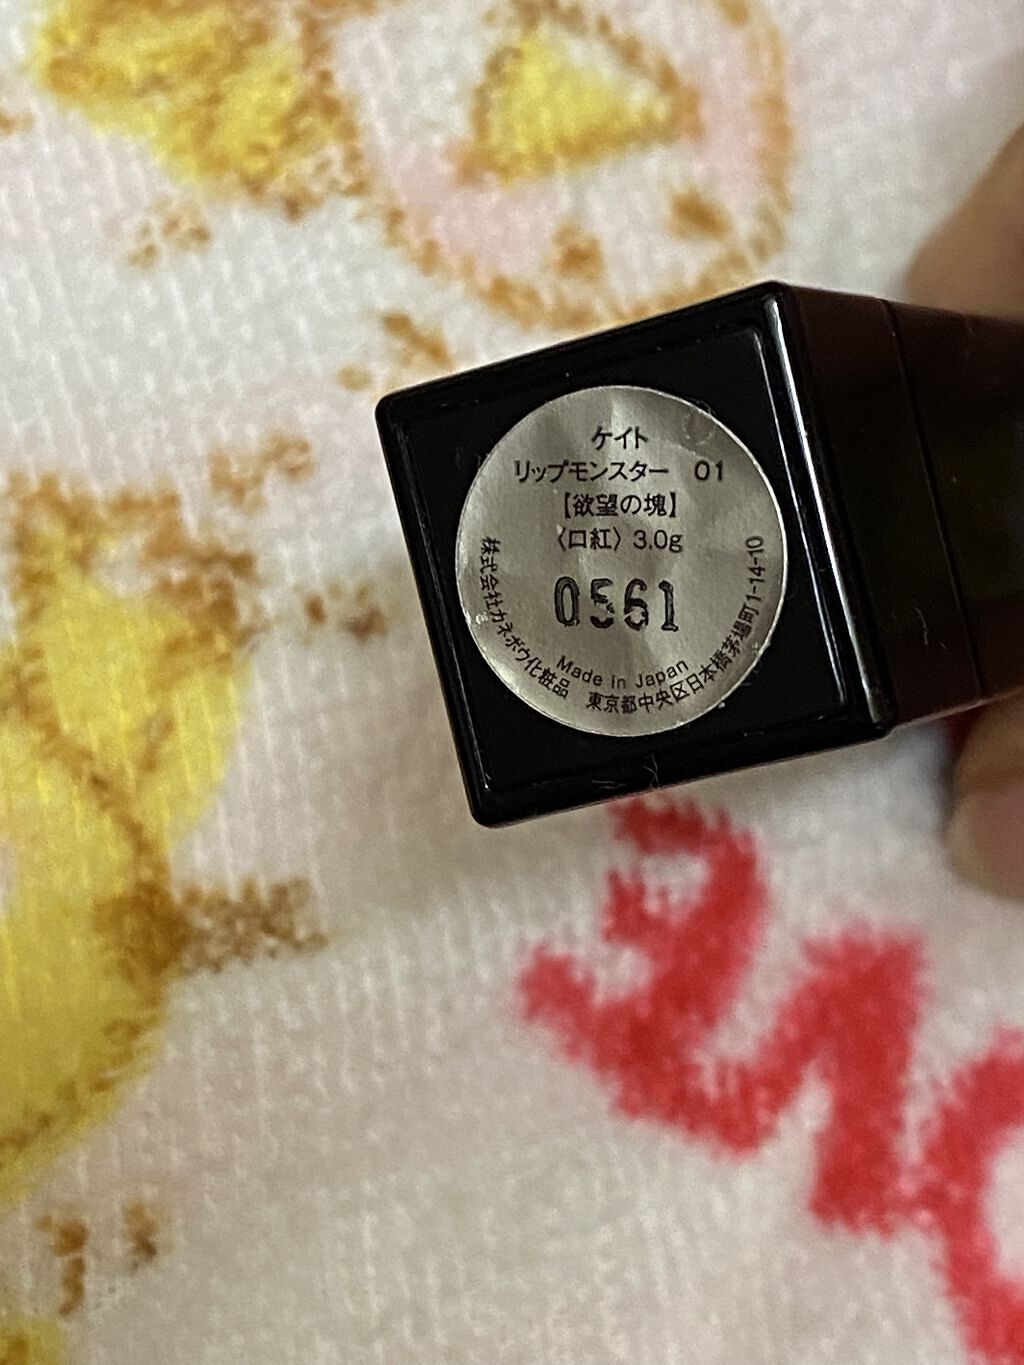 ケイト
リップモンスター 01
【欲望の塊】
〈口紅〉 3.0g
0561
Made in Japan
株式会社カネボウ化粧品 東京都中央区日本橋茅場町1-14-10